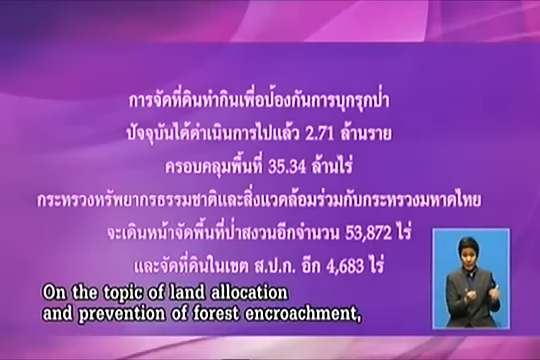 การจัดที่ดินทำกินเพื่อป้องกันการบุกรุกป่า
ปัจจุบันได้ดำเนินการไปแล้ว 2.71 ล้านราย
ครอบคลุมพื้นที่ 35.34 ล้านไร่
กระทรวงทรัพยากรธรรมชาติและสิ่งแวดล้อมร่วมกับกระทรวงมหาดไทย
จะเดินหน้าจัดพื้นที่ป่าสงวนอีกจำนวน 53,872 ไร่
และจัดที่ดินในเขต ส.ป.ก. อีก 4,683 ไร่
On the topic of land allocation
and prevention of forest encroachment,